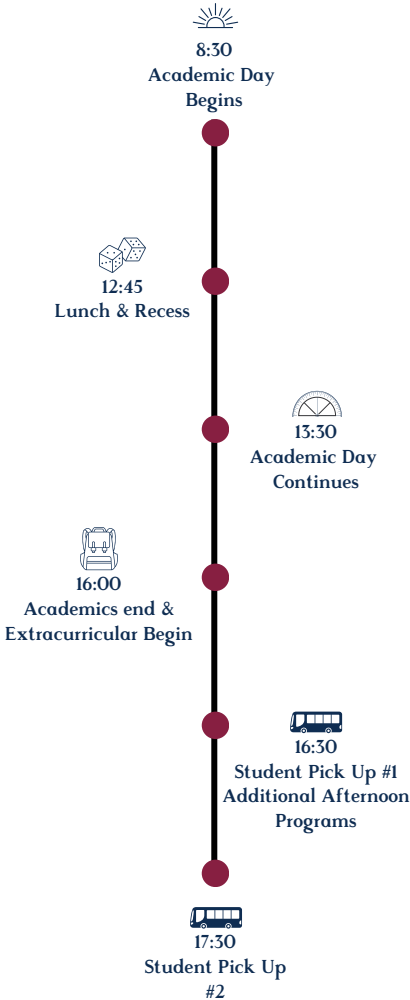 8:30
Academic Day
Begins
12:45
Lunch & Recess
13:30
Academic Day
Continues
16:00
Academics end &
Extracurricular Begin
16:30
Student Pick Up #1
Additional Afternoon
Programs
17:30
Student Pick Up
#2